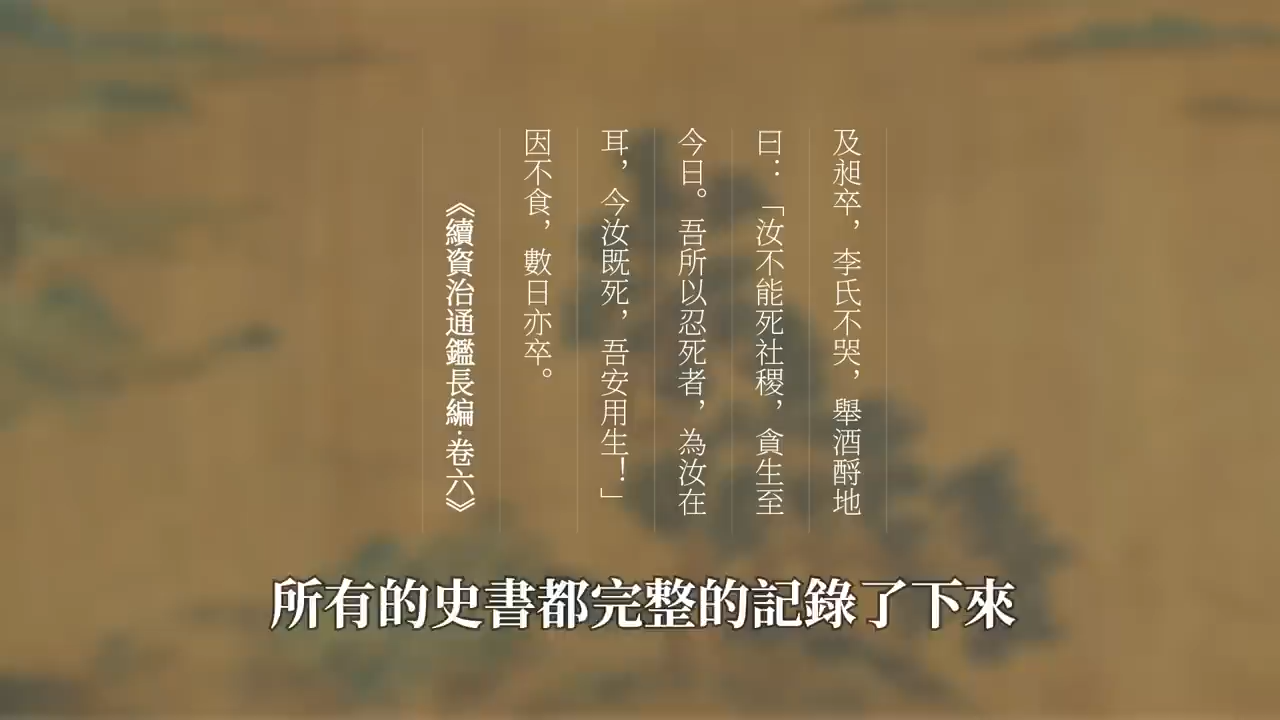 及昶卒，李氏不哭，舉酒酹地
曰：「汝不能死社稷，貪生至
今日。吾所以忍死者，為汝在
耳，今汝既死，吾安用生！」
因不食，數日亦卒。
《續資治通鑑長編·卷六》
所有的史書都完整的記錄了下來